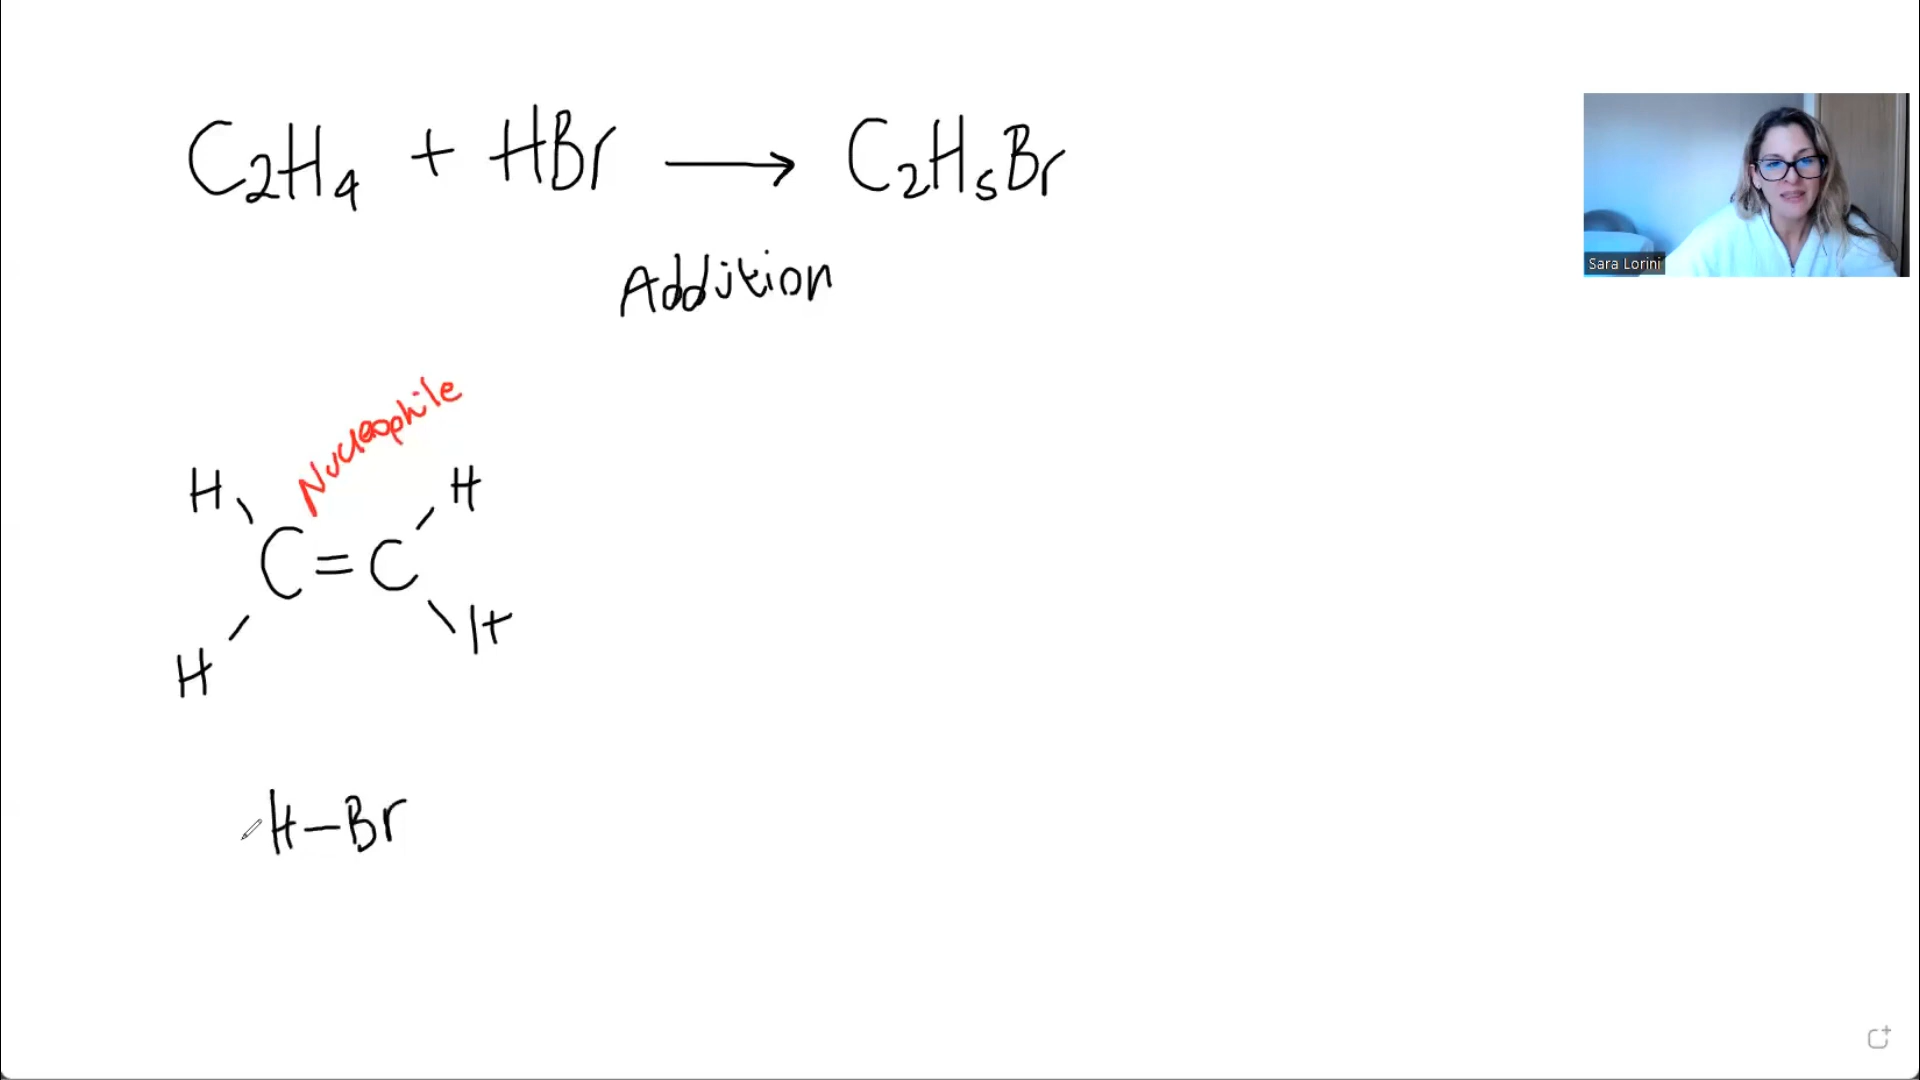 C₂H₄ + HBr ⟶ C₂H₅Br
Sara Lorini
Addition
Nucleophile
H H
C=C
H
H
H–Br